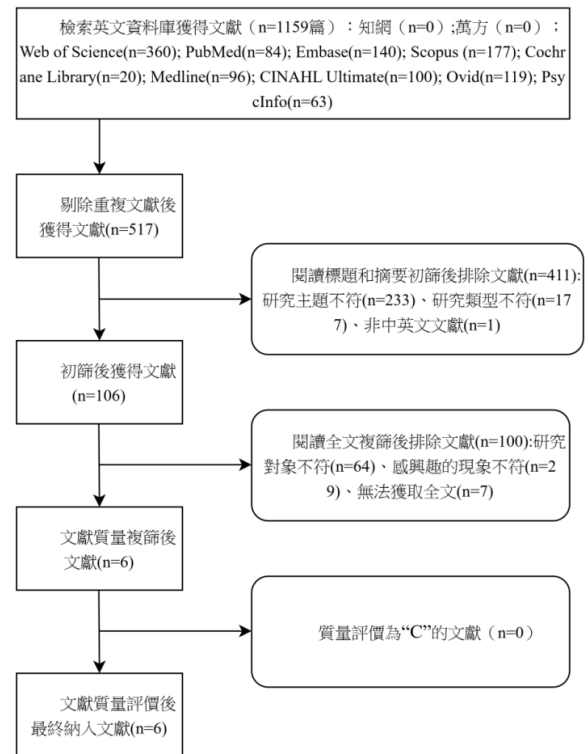 檢索英文資料庫獲得文獻（n=1159篇）：知網（n=0）;萬方（n=0）；
Web of Science(n=360); PubMed(n=84); Embase(n=140); Scopus (n=177); Cochr
ane Library(n=20); Medline(n=96); CINAHL Ultimate(n=100); Ovid(n=119); Psy
cInfo(n=63)
剔除重複文獻後
獲得文獻(n=517)
閱讀標題和摘要初篩後排除文獻(n=411):
研究主題不符(n=233)、研究類型不符(n=17
7)、非中英文文獻(n=1)
初篩後獲得文獻
(n=106)
閱讀全文複篩後排除文獻(n=100):研究
對象不符(n=64)、感興趣的現象不符(n=2
9)、無法獲取全文(n=7)
文獻質量複篩後
文獻(n=6)
質量評價為“C”的文獻（n=0）
文獻質量評價後
最終納入文獻(n=6)